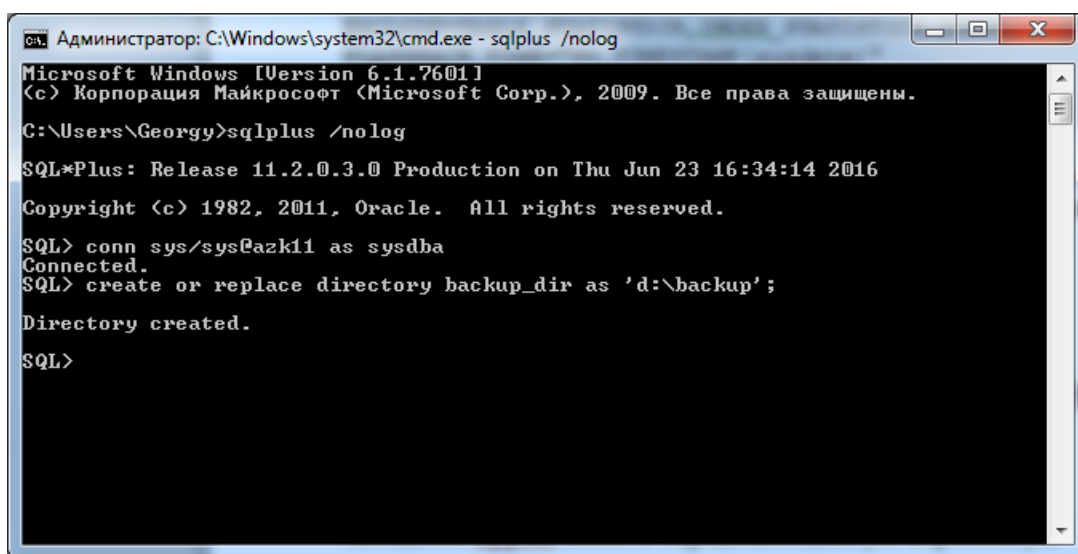 Администратор: C:\Windows\system32\cmd.exe - sqlplus /nolog
Microsoft Windows [Version 6.1.7601]
(c) Корпорация Майкрософт (Microsoft Corp.), 2009. Все права защищены.
C:\Users\Georgy>sqlplus /nolog
SQL*Plus: Release 11.2.0.3.0 Production on Thu Jun 23 16:34:14 2016
Copyright (c) 1982, 2011, Oracle.  All rights reserved.
SQL> conn sys/sys@azk11 as sysdba
Connected.
SQL> create or replace directory backup_dir as 'd:\backup';
Directory created.
SQL>